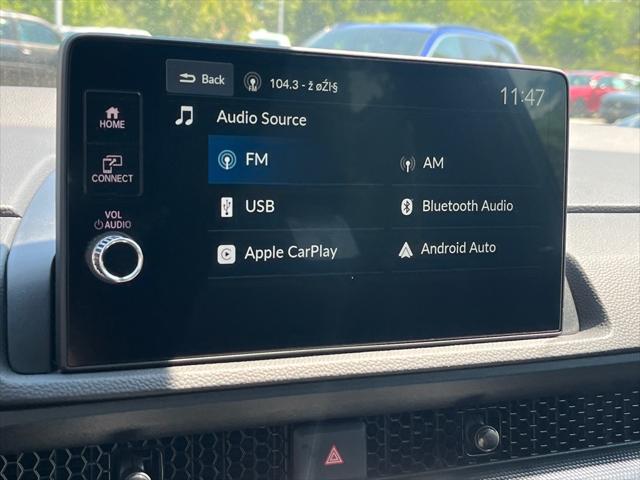 Back
104.3 - ž øŹĺ·§
11:47
HOME
Audio Source
FM
AM
CONNECT
USB
Bluetooth Audio
VOL
AUDIO
Apple CarPlay
Android Auto